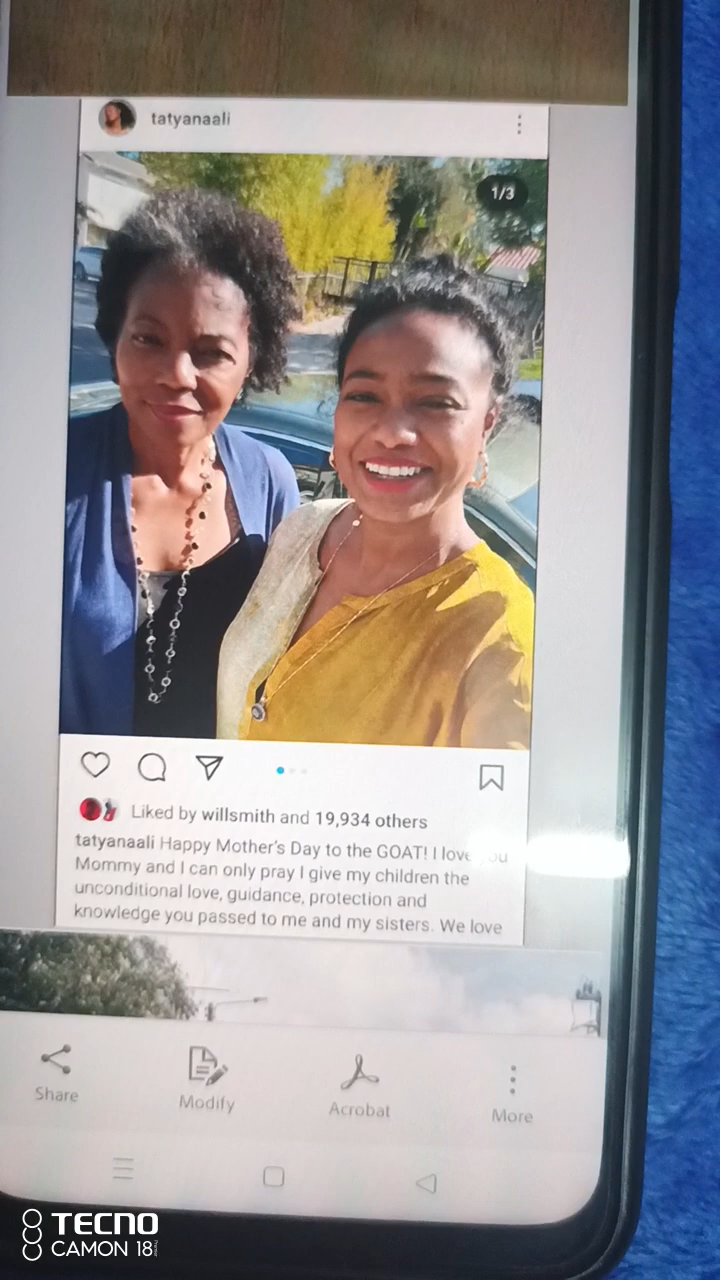 tatyanaali
1/3
Liked by willsmith and 19,934 others
tatyanaali Happy Mother's Day to the GOAT! I love you
Mommy and I can only pray I give my children the
unconditional love, guidance, protection and
knowledge you passed to me and my sisters. We love
Share
Modify
Acrobat
More
TECNO
CAMON 18